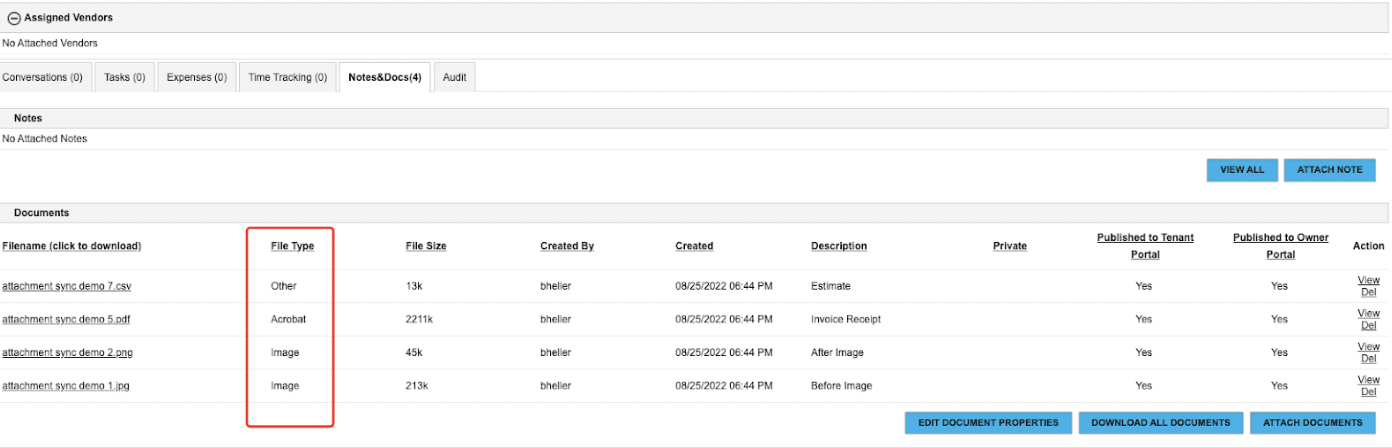 Assigned Vendors
No Attached Vendors
Conversations (0) Tasks (0) Expenses (0) Time Tracking (0) Notes&Docs(4) Audit
Notes
No Attached Notes
VIEW ALL ATTACH NOTE
Documents
Filename (click to download) File Type File Size Created By Created Description Private Published to Tenant Portal Published to Owner Portal Action
attachment sync demo 7.csv Other 13k bheller 08/25/2022 06:44 PM Estimate Yes Yes View Del
attachment sync demo 5.pdf Acrobat 2211k bheller 08/25/2022 06:44 PM Invoice Receipt Yes Yes View Del
attachment sync demo 2.png Image 45k bheller 08/25/2022 06:44 PM After Image Yes Yes View Del
attachment sync demo 1.jpg Image 213k bheller 08/25/2022 06:44 PM Before Image Yes Yes View Del
EDIT DOCUMENT PROPERTIES DOWNLOAD ALL DOCUMENTS ATTACH DOCUMENTS